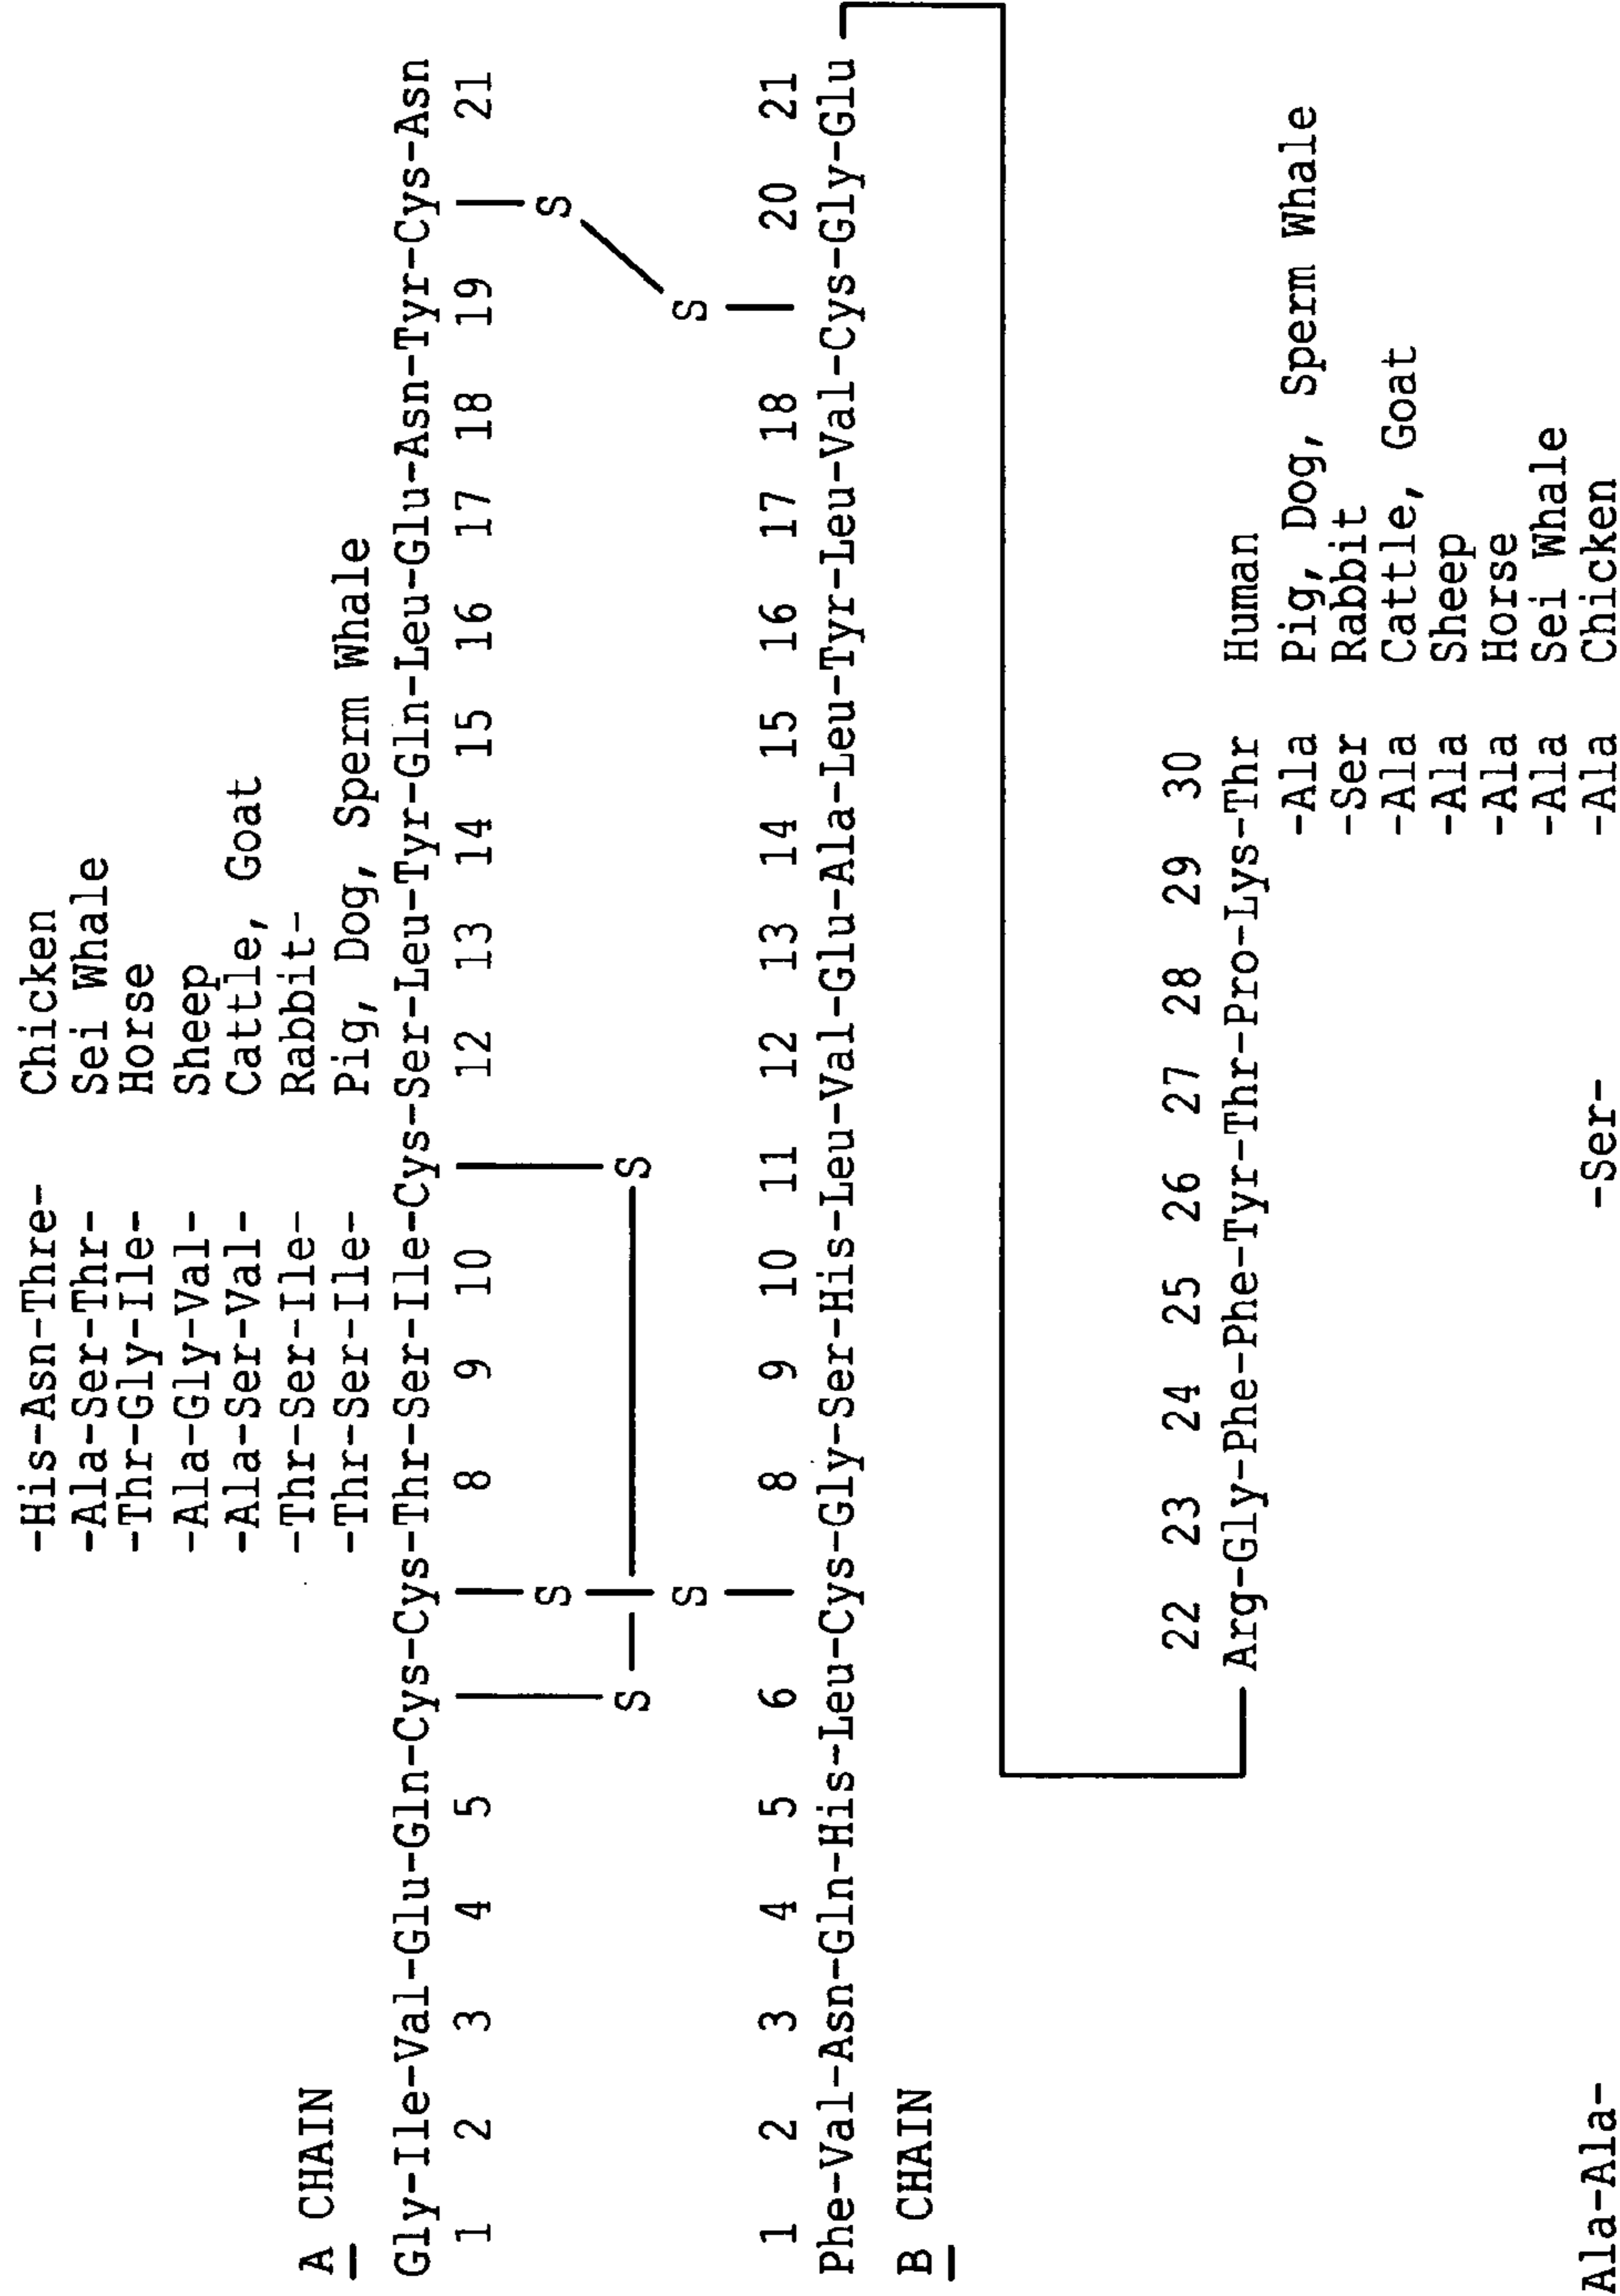 -His-Asn-Thre- Chicken
-Ala-Ser-Thr- Sei Whale
-Thr-Gly-Ile- Horse
-Ala-Gly-Val- Sheep
-Ala-Ser-Val- Cattle, Goat
A CHAIN -Thr-Ser-Ile- Rabbit-
-Thr-Ser-Ile- Pig, Dog, Sperm Whale
Gly-Ile-Val-Glu-Gln-Cys-Cys-Thr-Ser-Ile-Cys-Ser-Leu-Tyr-Gln-Leu-Glu-Asn-Tyr-Cys-Asn
1 2 3 4 5 8 9 10 12 13 14 15 16 17 18 19 21
S S
S S
S S
1 2 3 4 5 6 8 9 10 11 12 13 14 15 16 17 18 20 21
Phe-Val-Asn-Gln-His-Leu-Cys-Gly-Ser-His-Leu-Val-Glu-Ala-Leu-Tyr-Leu-Val-Cys-Gly-Glu
B CHAIN
22 23 24 25 26 27 28 29 30
Arg-Gly-Phe-Phe-Tyr-Thr-Pro-Lys-Thr Human
-Ala Pig, Dog, Sperm Whale
-Ser Rabbit
-Ala Cattle, Goat
-Ala Sheep
-Ala Horse
-Ala Sei Whale
Ala-Ala- -Ser- -Ala Chicken